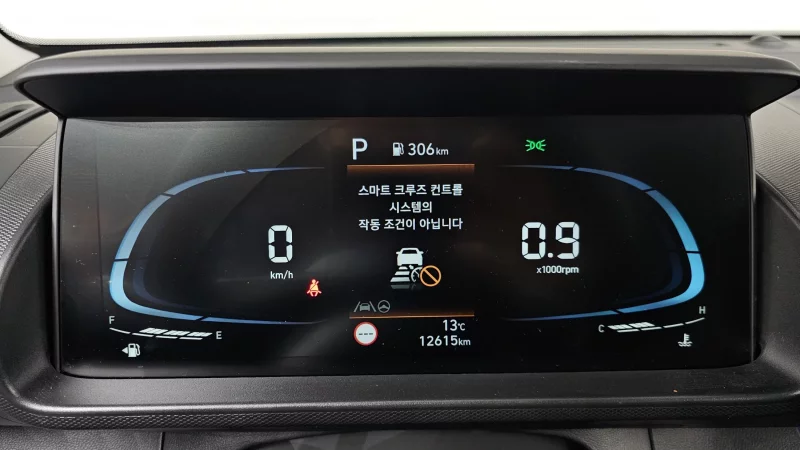 P 306km
스마트 크루즈 컨트롤
시스템의
작동 조건이 아닙니다
0
km/h
0.9
x1000rpm
F
E
C
H
---
13℃
12615km